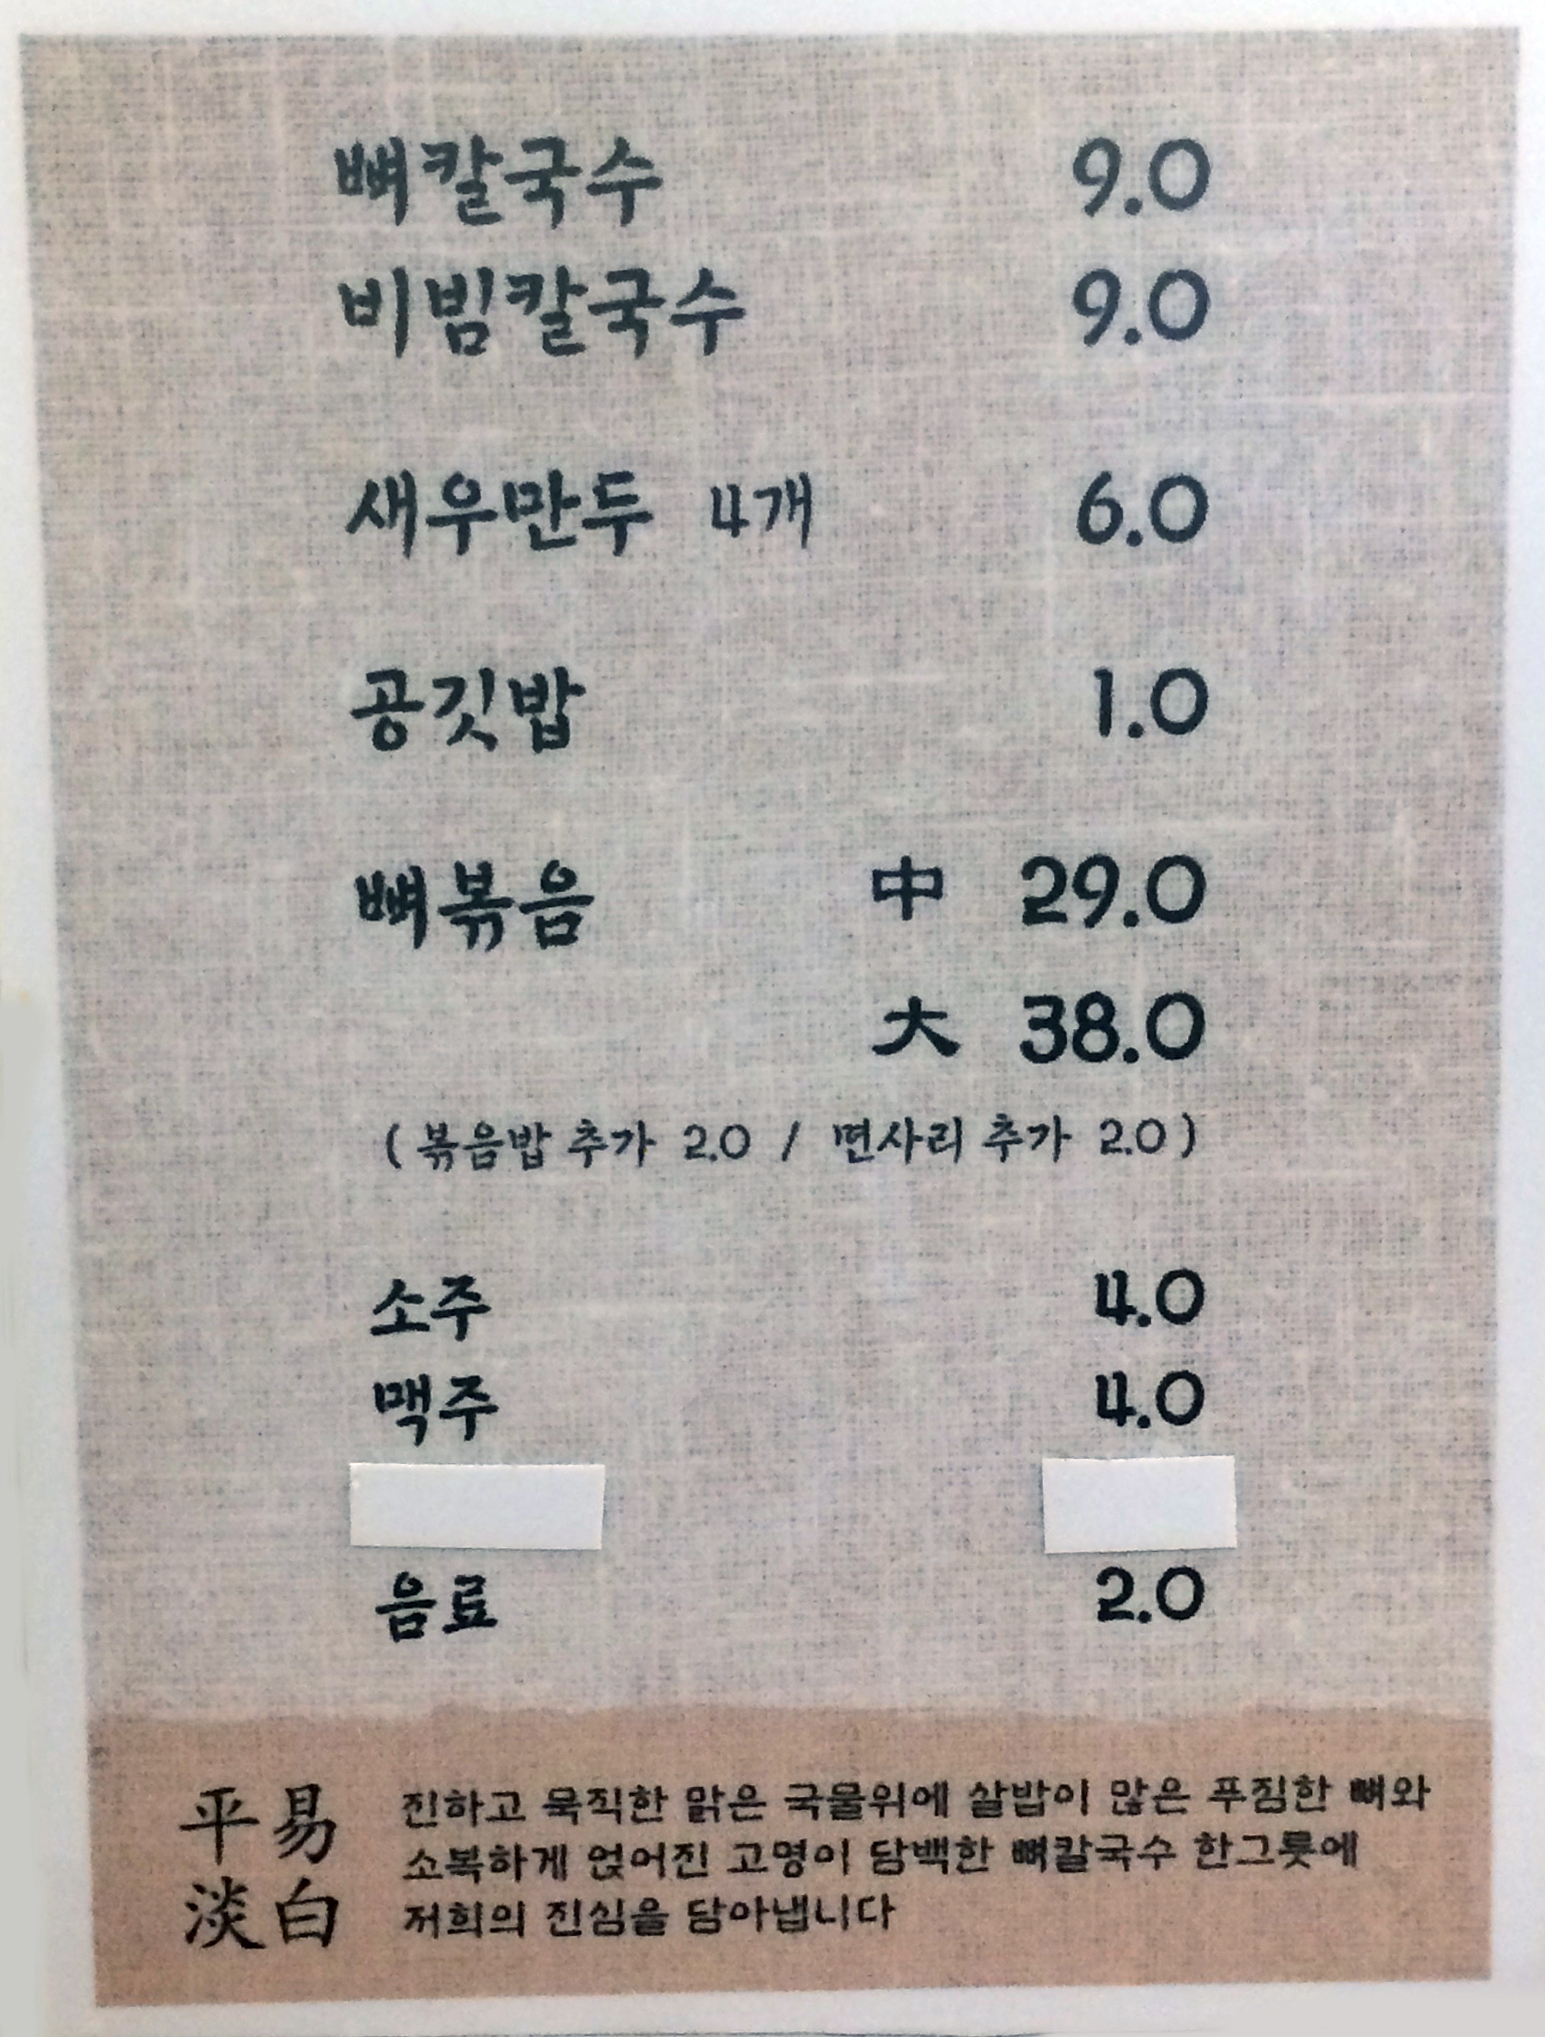 뼈칼국수 9.0
비빔칼국수 9.0
새우만두 4개 6.0
공깃밥 1.0
뼈볶음 中 29.0
大 38.0
( 볶음밥 추가 2.0 / 면사리 추가 2.0 )
소주 4.0
맥주 4.0
음료 2.0
平易
淡白
진하고 묵직한 맑은 국물위에 살밥이 많은 푸짐한 뼈와
소복하게 얹어진 고명이 담백한 뼈칼국수 한그릇에
저희의 진심을 담아냅니다